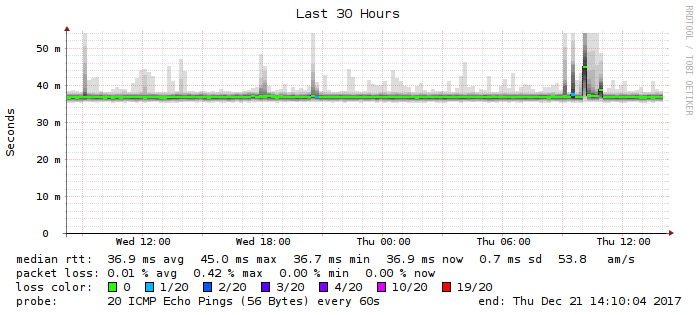 Last 30 Hours
RRDTOOL / TOBI OETIKER
Seconds
50 m
40 m
30 m
20 m
10 m
0
Wed 12:00 Wed 18:00 Thu 00:00 Thu 06:00 Thu 12:00
median rtt: 36.9 ms avg 45.0 ms max 36.7 ms min 36.9 ms now 0.7 ms sd 53.8 am/s
packet loss: 0.01 % avg 0.42 % max 0.00 % min 0.00 % now
loss color: 0 1/20 2/20 3/20 4/20 10/20 19/20
probe: 20 ICMP Echo Pings (56 Bytes) every 60s end: Thu Dec 21 14:10:04 2017